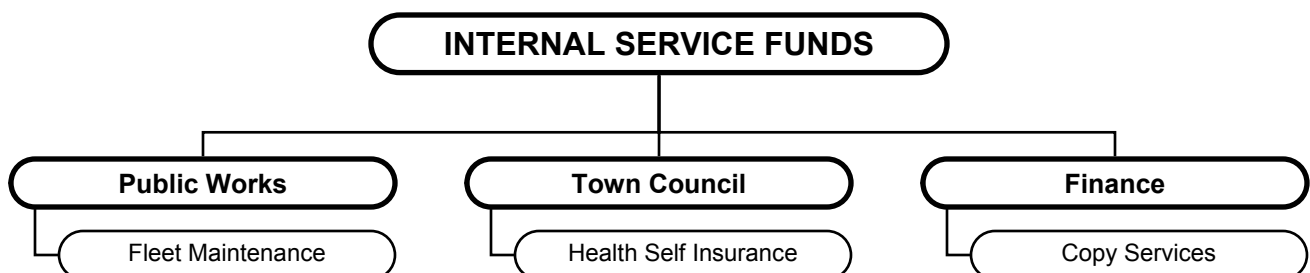 INTERNAL SERVICE FUNDS
Public Works
Town Council
Finance
Fleet Maintenance
Health Self Insurance
Copy Services